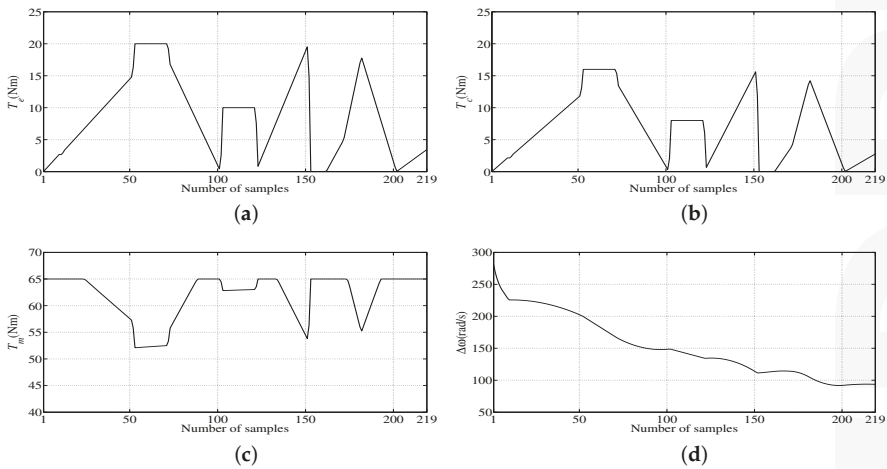 25
20
15
10
5
0
T_e(Nm)
1 50 100 150 200 219
Number of samples
(a)
25
20
15
10
5
0
T_c(Nm)
1 50 100 150 200 219
Number of samples
(b)
70
65
60
55
50
45
40
T_m(Nm)
1 50 100 150 200 219
Number of samples
(c)
300
250
200
150
100
50
Δω(rad/s)
1 50 100 150 200 219
Number of samples
(d)